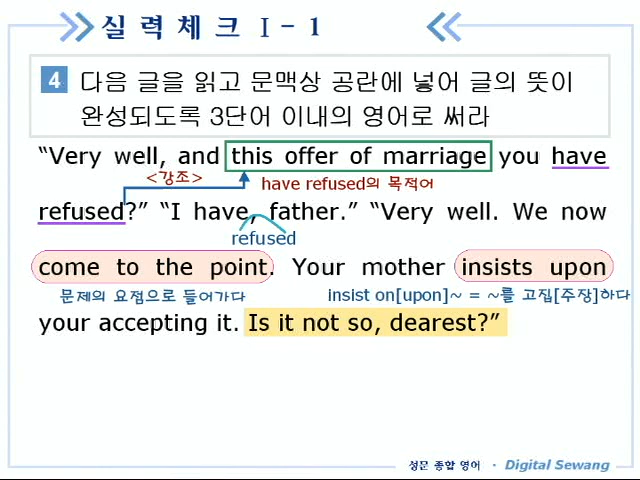 실력체크 I - 1
4 다음 글을 읽고 문맥상 공란에 넣어 글의 뜻이
완성되도록 3단어 이내의 영어로 써라
“Very well, and this offer of marriage you have
<강조>
have refused의 목적어
refused?” “I have, father.” “Very well. We now
refused
come to the point. Your mother insists upon
문제의 요점으로 들어가다
insist on[upon]~ = ~를 고집[주장]하다
your accepting it. Is it not so, dearest?”
성문 종합 영어 · Digital Sewang